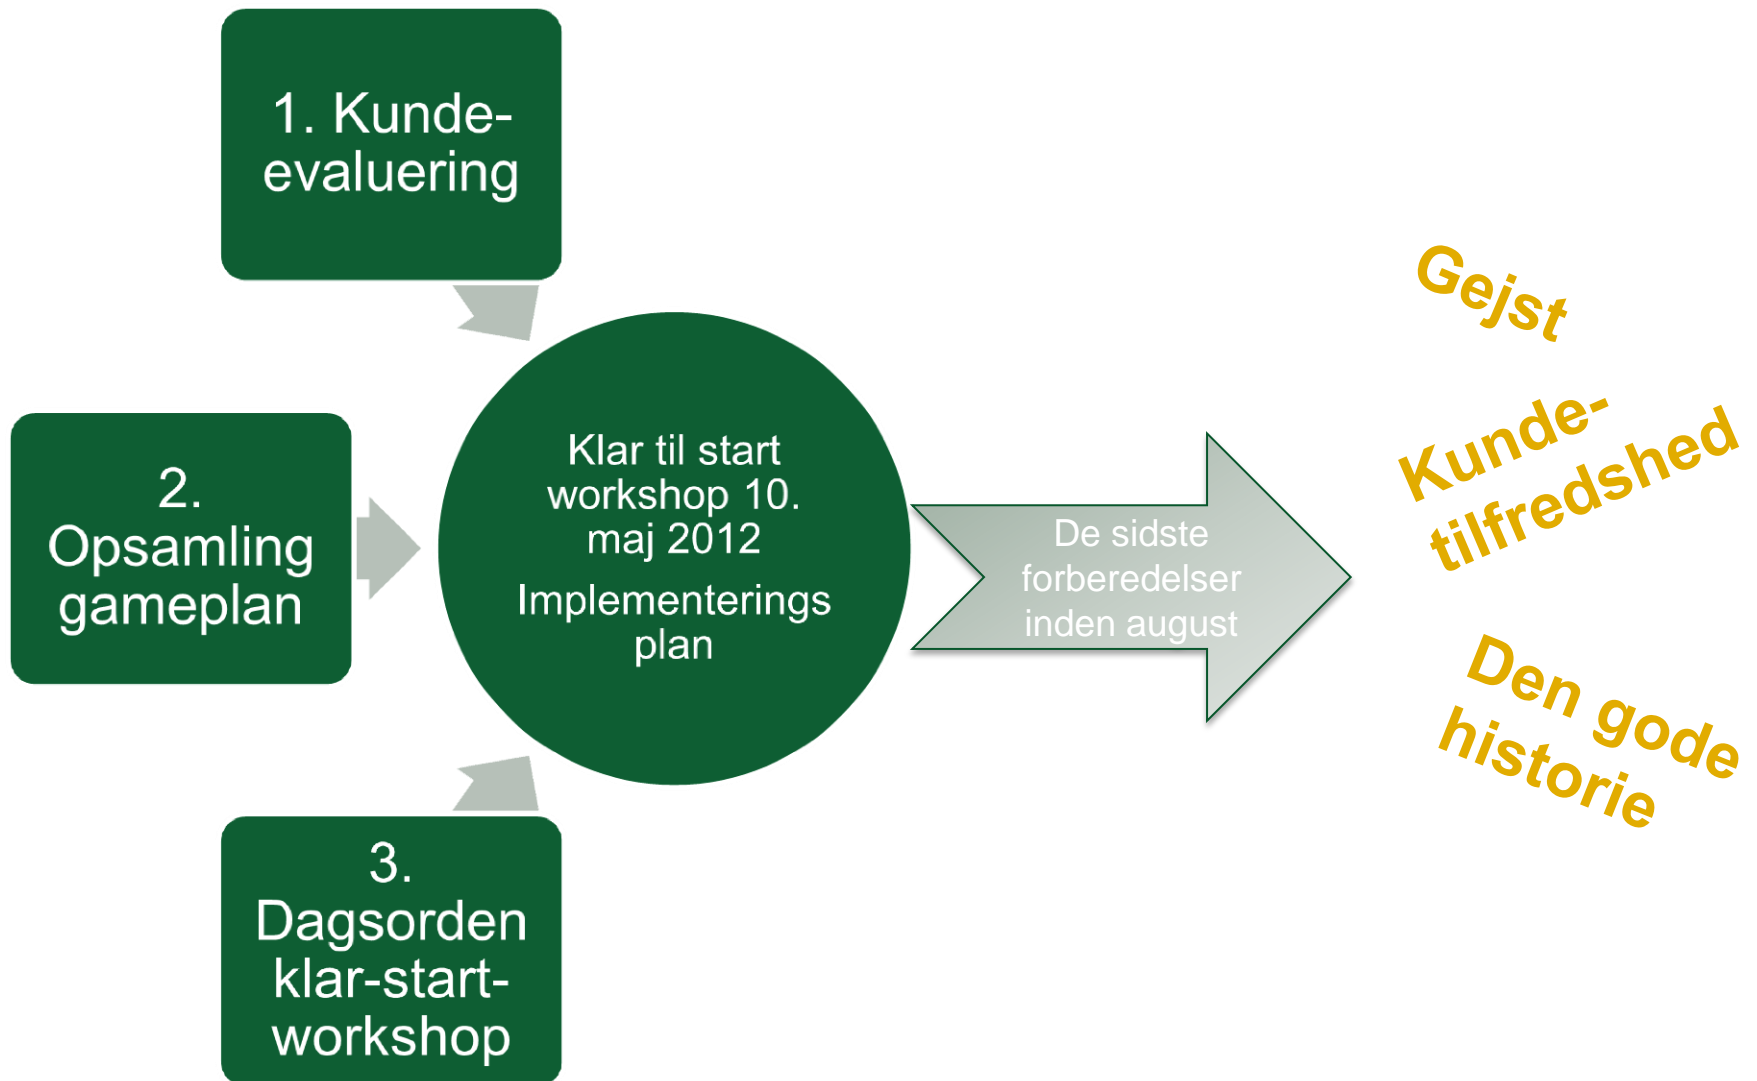 1. Kunde-
evaluering
2.
Opsamling
gameplan
3.
Dagsorden
klar-start-
workshop
Klar til start
workshop 10.
maj 2012
Implementerings
plan
De sidste
forberedelser
inden august
Gejst
Kunde-
tilfredshed
Den gode
historie